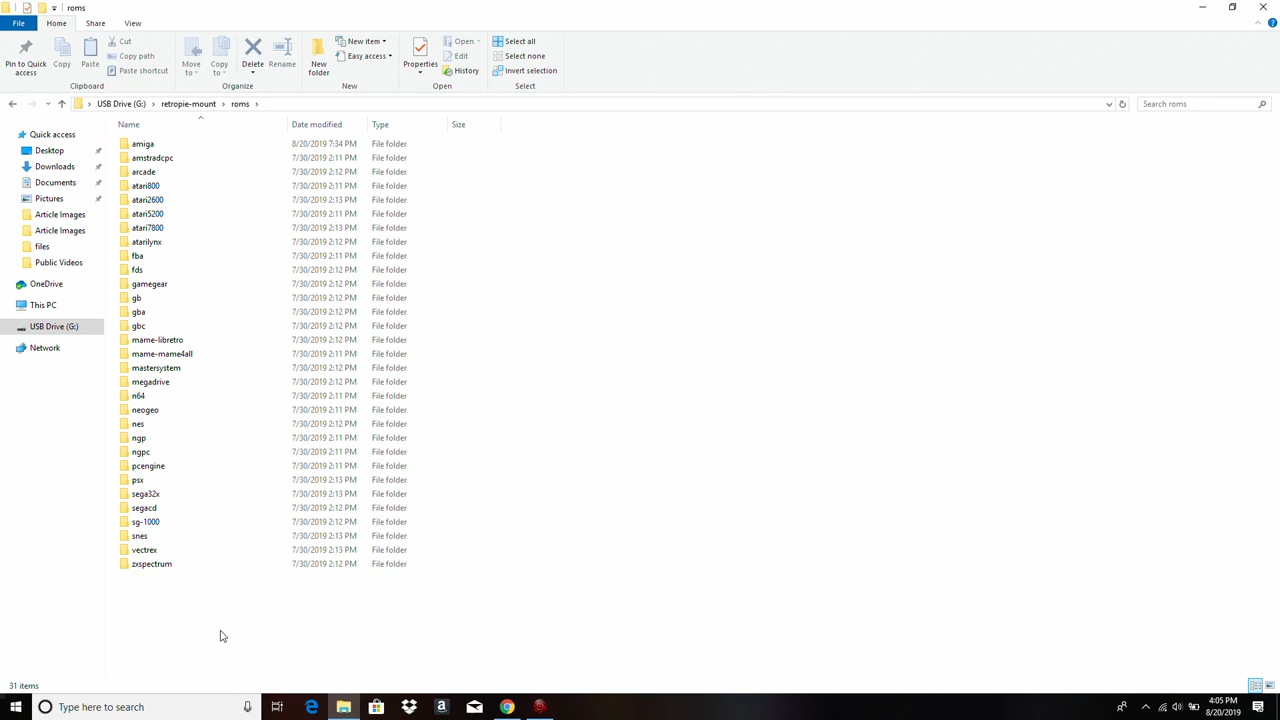 roms
File Home Share View
Pin to Quick access
Copy
Paste
Cut
Copy path
Paste shortcut
Clipboard
Move to
Copy to
Delete
Rename
Organize
New folder
New item
Easy access
New
Properties
Open
Edit
History
Open
Select all
Select none
Invert selection
Select
USB Drive (G:) > retropie-mount > roms >
Search roms
Quick access
Desktop
Downloads
Documents
Pictures
Article Images
Article Images
files
Public Videos
OneDrive
This PC
USB Drive (G:)
Network
Name Date modified Type Size
amiga 8/20/2019 7:34 PM File folder
amstradcpc 7/30/2019 2:11 PM File folder
arcade 7/30/2019 2:12 PM File folder
atari800 7/30/2019 2:11 PM File folder
atari2600 7/30/2019 2:13 PM File folder
atari5200 7/30/2019 2:11 PM File folder
atari7800 7/30/2019 2:13 PM File folder
atarilynx 7/30/2019 2:12 PM File folder
fba 7/30/2019 2:11 PM File folder
fds 7/30/2019 2:12 PM File folder
gamegear 7/30/2019 2:12 PM File folder
gb 7/30/2019 2:12 PM File folder
gba 7/30/2019 2:11 PM File folder
gbc 7/30/2019 2:12 PM File folder
mame-libretro 7/30/2019 2:12 PM File folder
mame-mame4all 7/30/2019 2:11 PM File folder
mastersystem 7/30/2019 2:12 PM File folder
megadrive 7/30/2019 2:12 PM File folder
n64 7/30/2019 2:11 PM File folder
neogeo 7/30/2019 2:11 PM File folder
nes 7/30/2019 2:12 PM File folder
ngp 7/30/2019 2:11 PM File folder
ngpc 7/30/2019 2:11 PM File folder
pcengine 7/30/2019 2:11 PM File folder
psx 7/30/2019 2:13 PM File folder
sega32x 7/30/2019 2:13 PM File folder
segacd 7/30/2019 2:12 PM File folder
sg-1000 7/30/2019 2:12 PM File folder
snes 7/30/2019 2:13 PM File folder
vectrex 7/30/2019 2:13 PM File folder
zxspectrum 7/30/2019 2:12 PM File folder
31 items
Type here to search
4:05 PM
8/20/2019